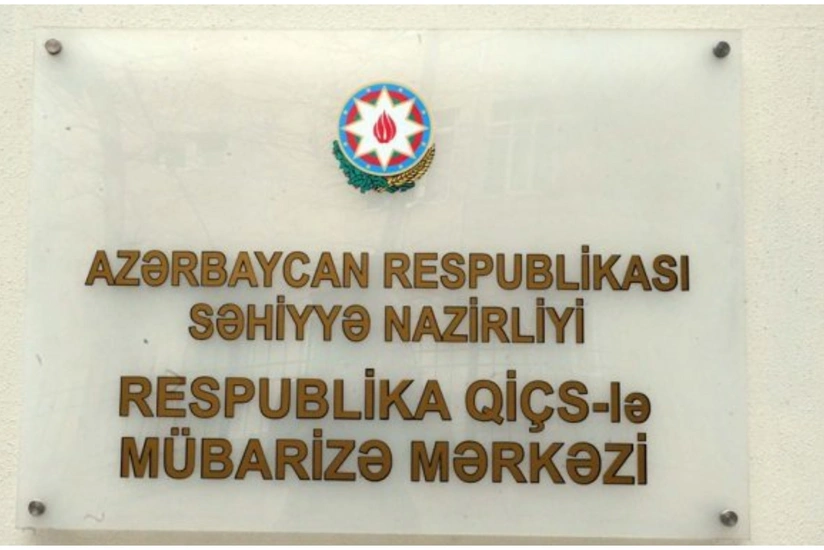 AZƏRBAYCAN RESPUBLİKASI
SƏHİYYƏ NAZİRLİYİ
RESPUBLİKA QİÇS-lə
MÜBARİZƏ MƏRKƏZİ